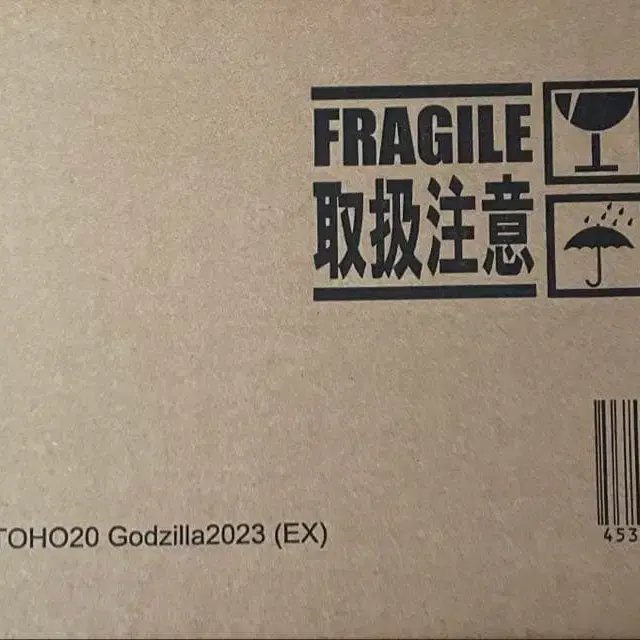 FRAGILE
取扱注意
TOHO20 Godzilla2023 (EX)
453